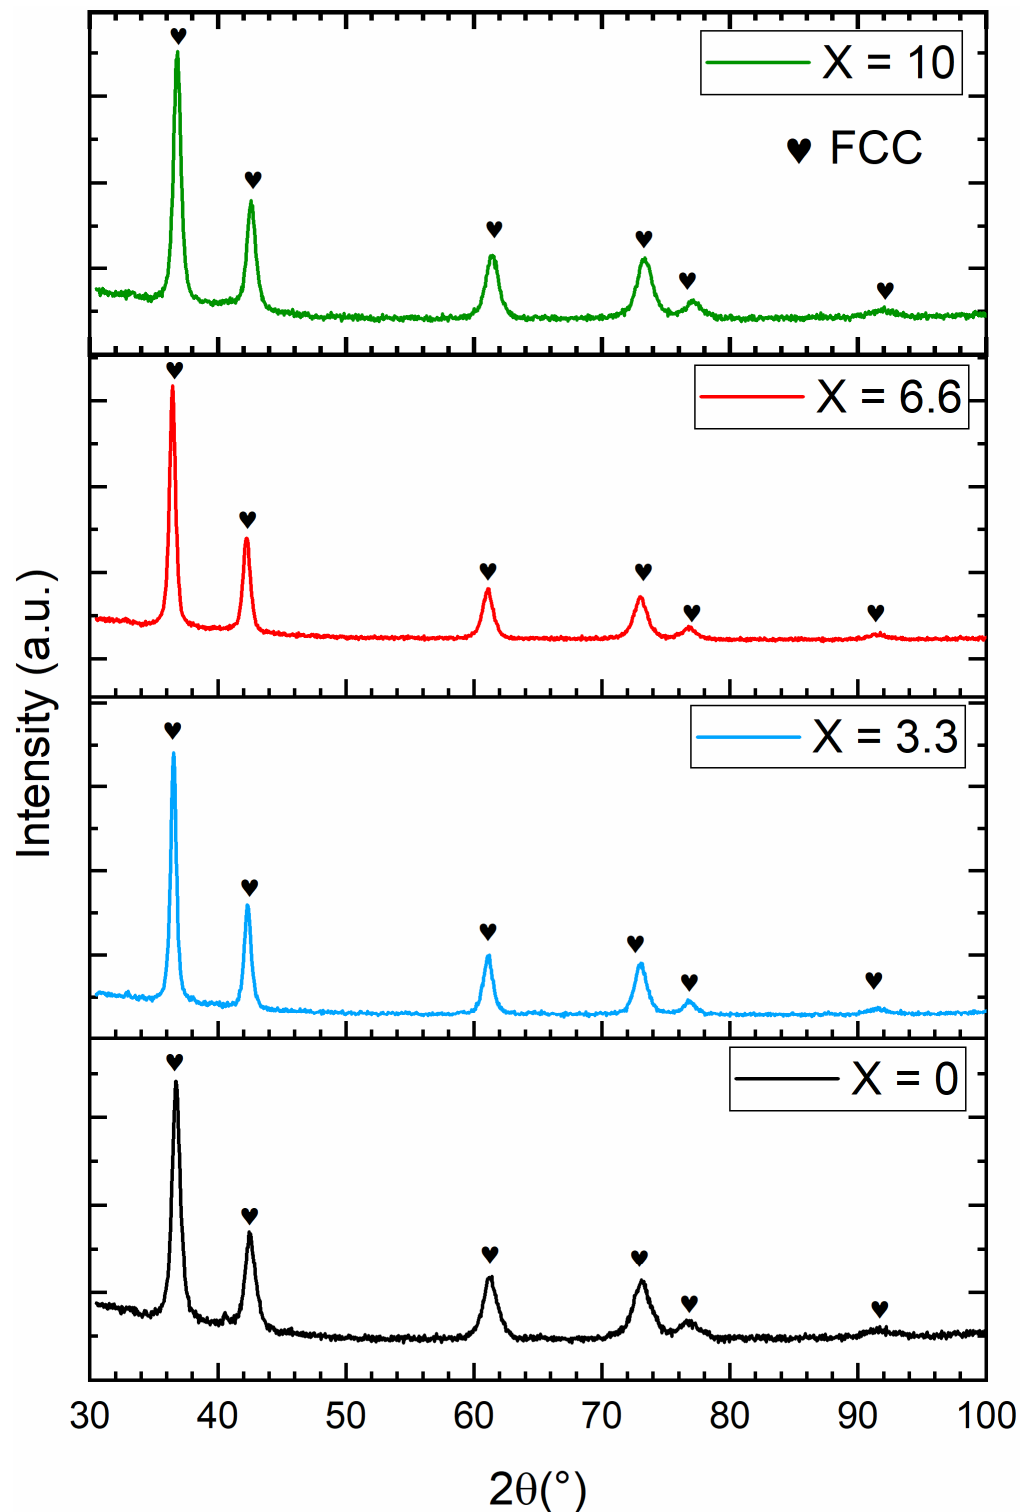 X = 10
♥ FCC
X = 6.6
X = 3.3
X = 0
Intensity (a.u.)
30 40 50 60 70 80 90 100
2θ(°)